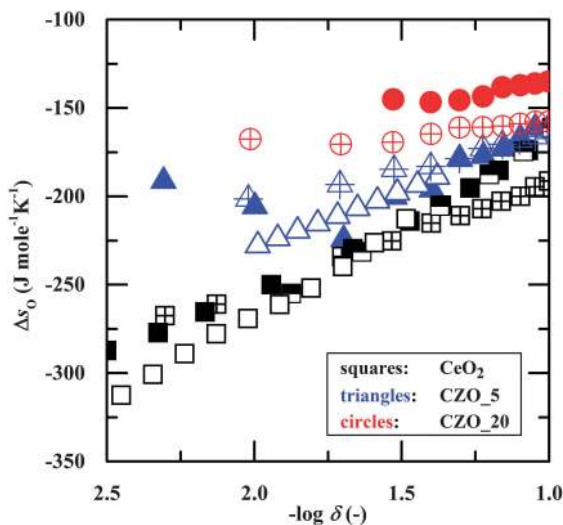 -100
-150
-200
-250
-300
-350
Δs_O (J mole⁻¹K⁻¹)
squares: CeO₂
triangles: CZO_5
circles: CZO_20
2.5 2.0 1.5 1.0
-log δ (-)